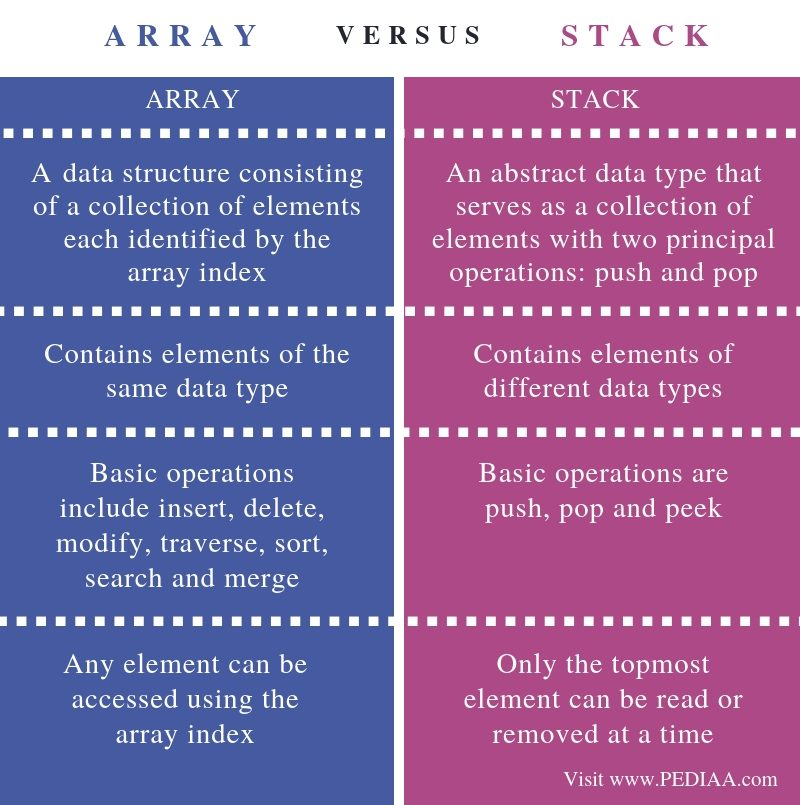 ARRAY VERSUS STACK
ARRAY
A data structure consisting
of a collection of elements
each identified by the
array index
Contains elements of the
same data type
Basic operations
include insert, delete,
modify, traverse, sort,
search and merge
Any element can be
accessed using the
array index
STACK
An abstract data type that
serves as a collection of
elements with two principal
operations: push and pop
Contains elements of
different data types
Basic operations are
push, pop and peek
Only the topmost
element can be read or
removed at a time
Visit www.PEDIAA.com